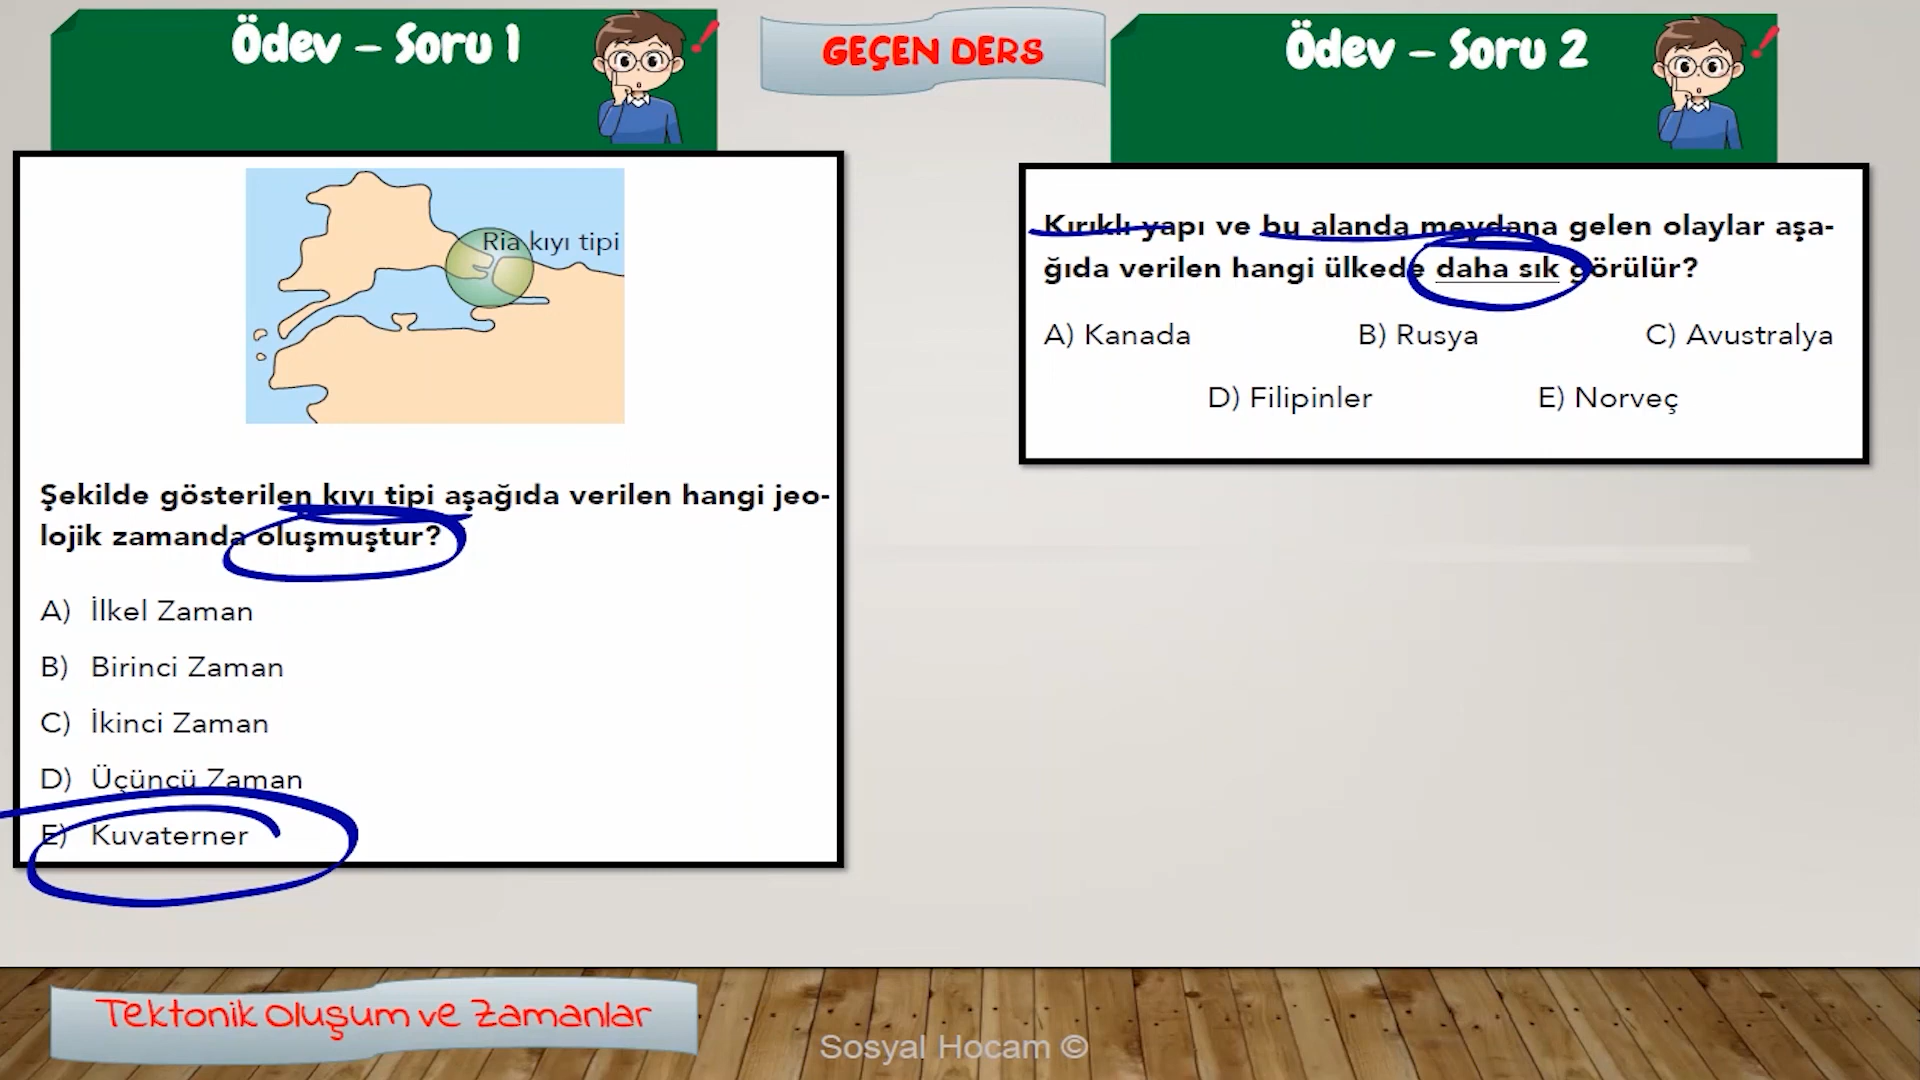 Ödev – Soru 1
GEÇEN DERS
Ödev – Soru 2
Ria kıyı tipi
Şekilde gösterilen kıyı tipi aşağıda verilen hangi jeo-
lojik zamanda oluşmuştur?
A) İlkel Zaman
B) Birinci Zaman
C) İkinci Zaman
D) Üçüncü Zaman
E) Kuvaterner
Kırıklı yapı ve bu alanda meydana gelen olaylar aşa-
ğıda verilen hangi ülkede daha sık görülür?
A) Kanada B) Rusya C) Avustralya
D) Filipinler E) Norveç
Tektonik Oluşum ve Zamanlar
Sosyal Hocam ©